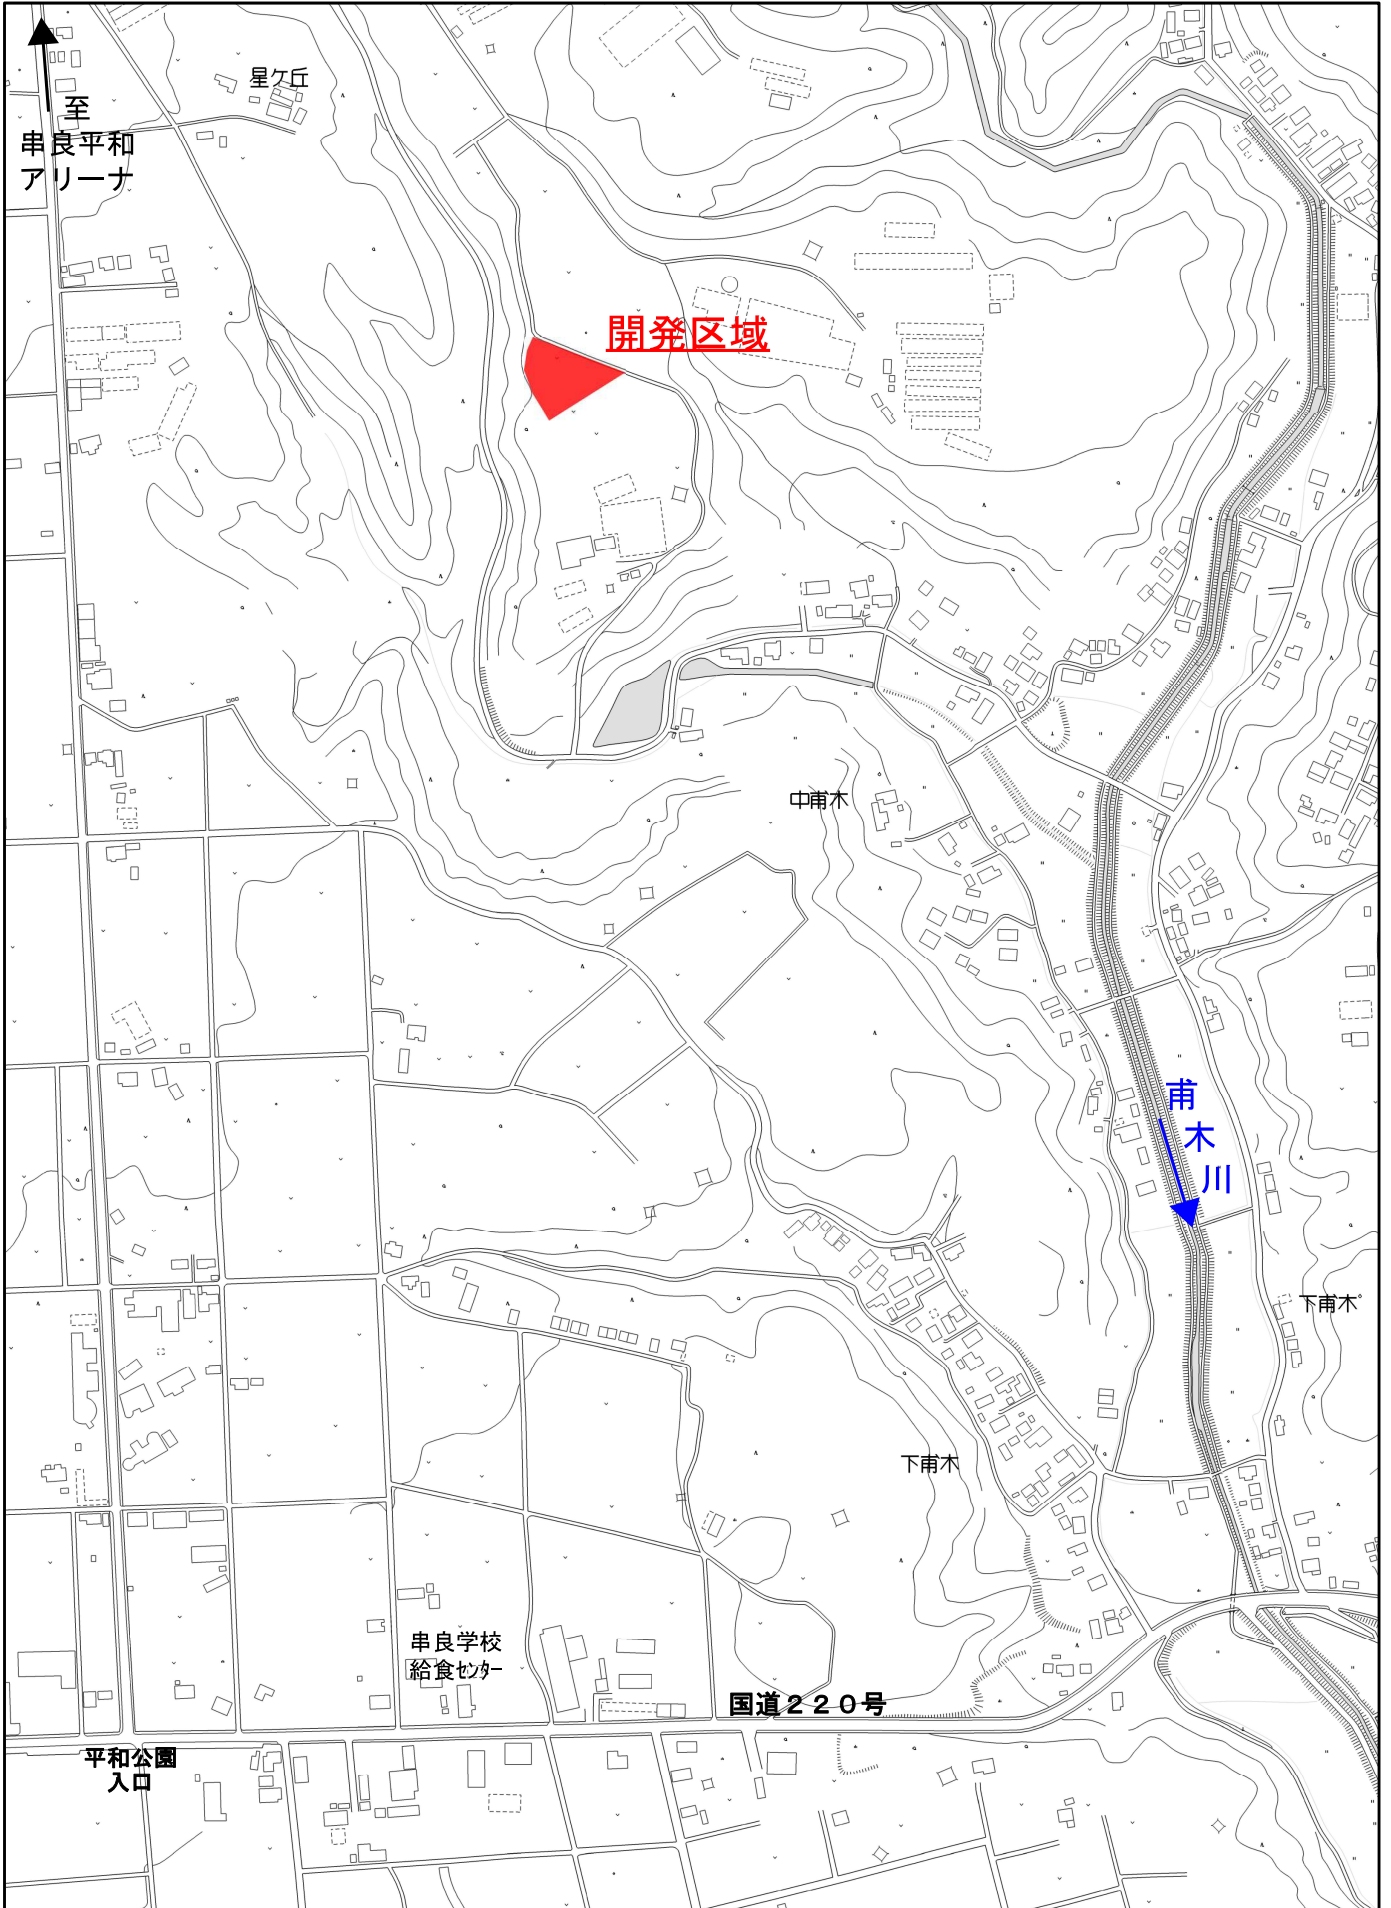 星ケ丘
至
串良平和
アリーナ
開発区域
中甫木
甫
木
川
下甫木
下甫木
串良学校
給食センター
国道２２０号
平和公園
入口